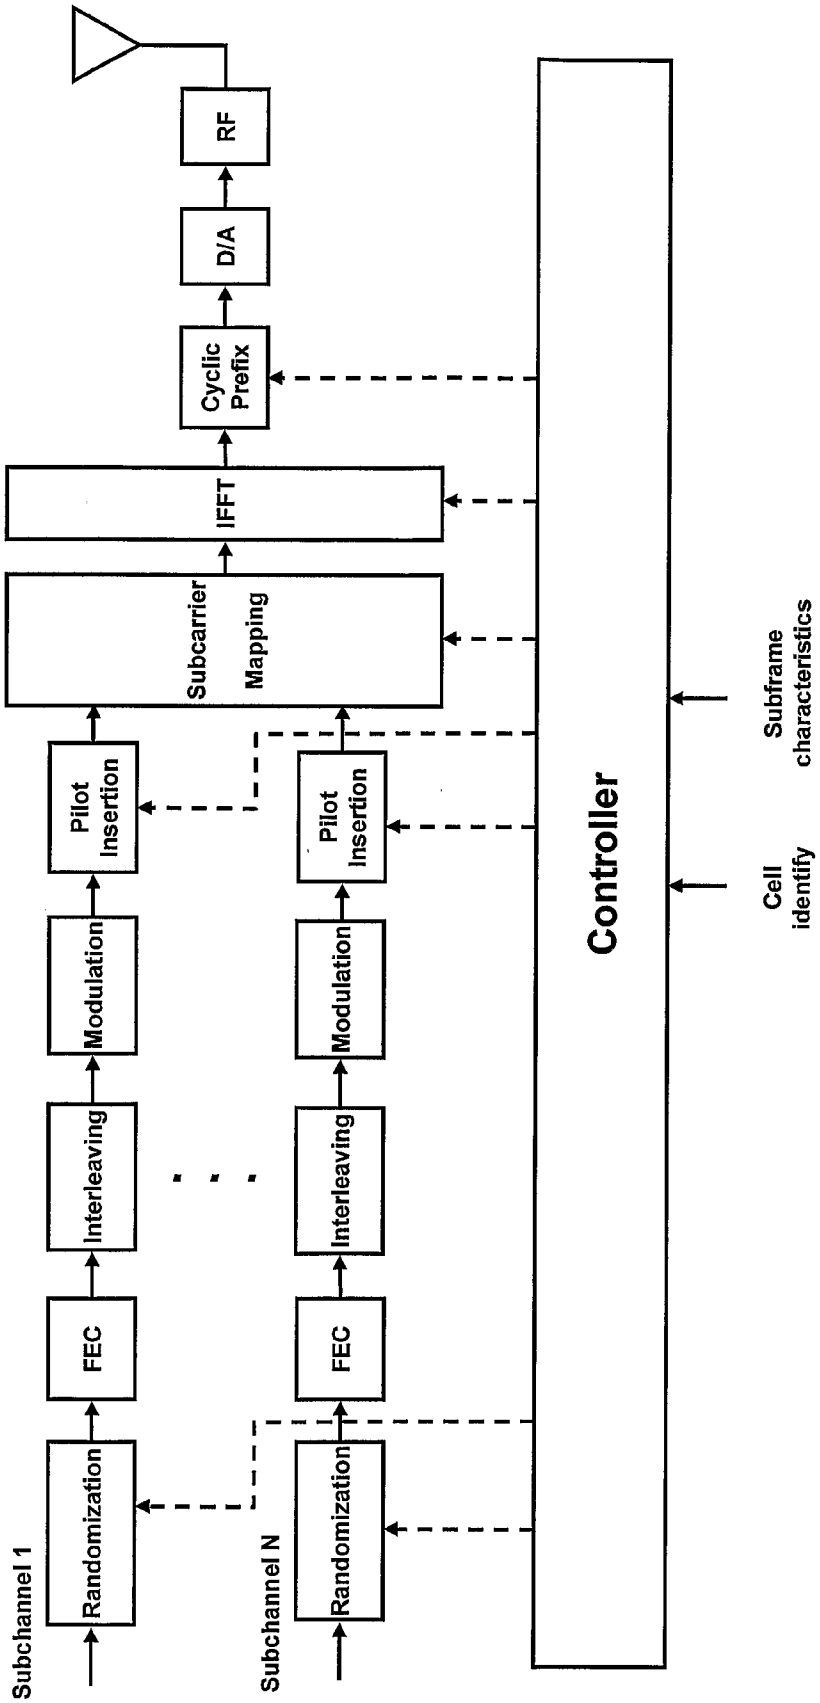 Subchannel 1
Randomization
FEC
Interleaving
Modulation
Pilot
Insertion
Subcarrier
Mapping
IFFT
Cyclic
Prefix
D/A
RF
. . .
Subchannel N
Randomization
FEC
Interleaving
Modulation
Pilot
Insertion
Controller
Cell
identify
Subframe
characteristics